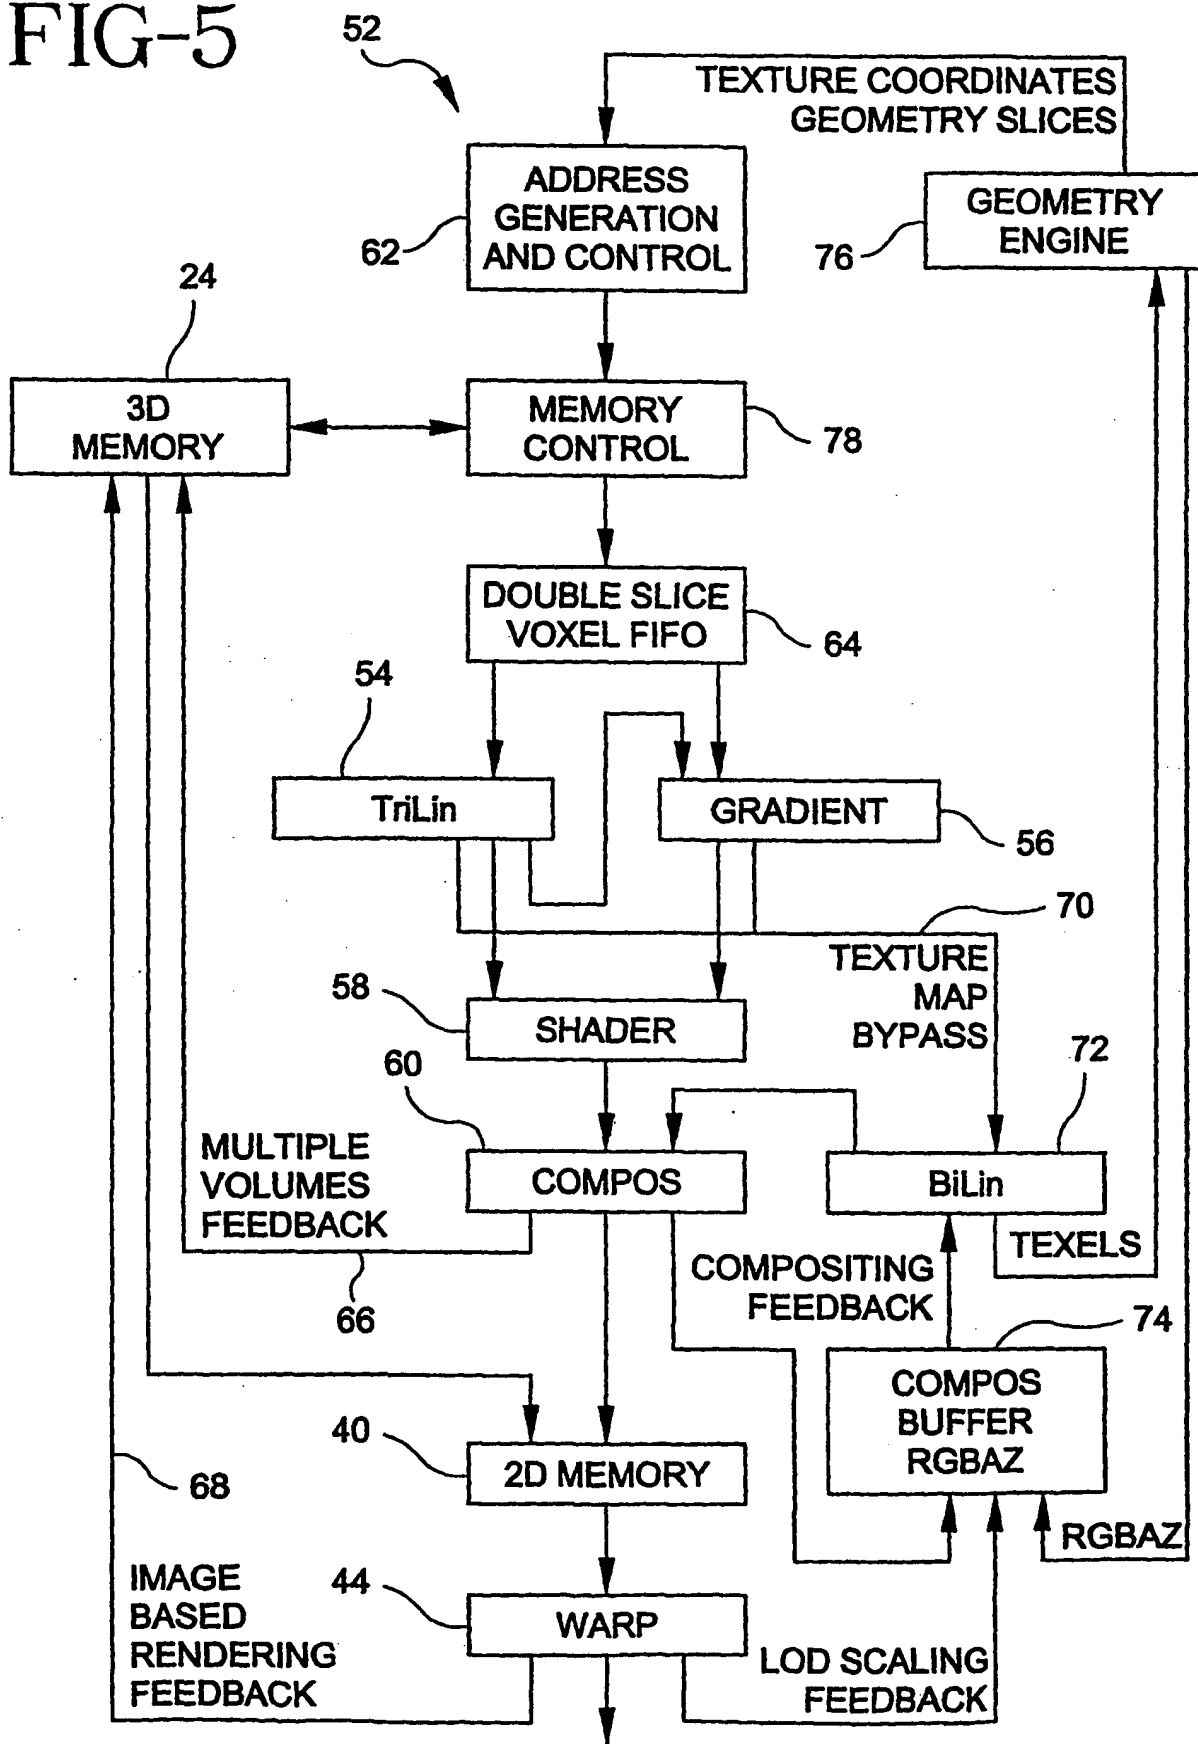 FIG-5
52
TEXTURE COORDINATES
GEOMETRY SLICES
ADDRESS
GENERATION
AND CONTROL
62
GEOMETRY
ENGINE
76
24
3D
MEMORY
MEMORY
CONTROL
78
DOUBLE SLICE
VOXEL FIFO
64
54
TriLin
GRADIENT
56
70
TEXTURE
MAP
BYPASS
58
SHADER
60
72
MULTIPLE
VOLUMES
FEEDBACK
COMPOS
BiLin
TEXELS
COMPOSITING
FEEDBACK
66
74
COMPOS
BUFFER
RGBAZ
40
2D MEMORY
68
RGBAZ
IMAGE
BASED
RENDERING
FEEDBACK
44
WARP
LOD SCALING
FEEDBACK